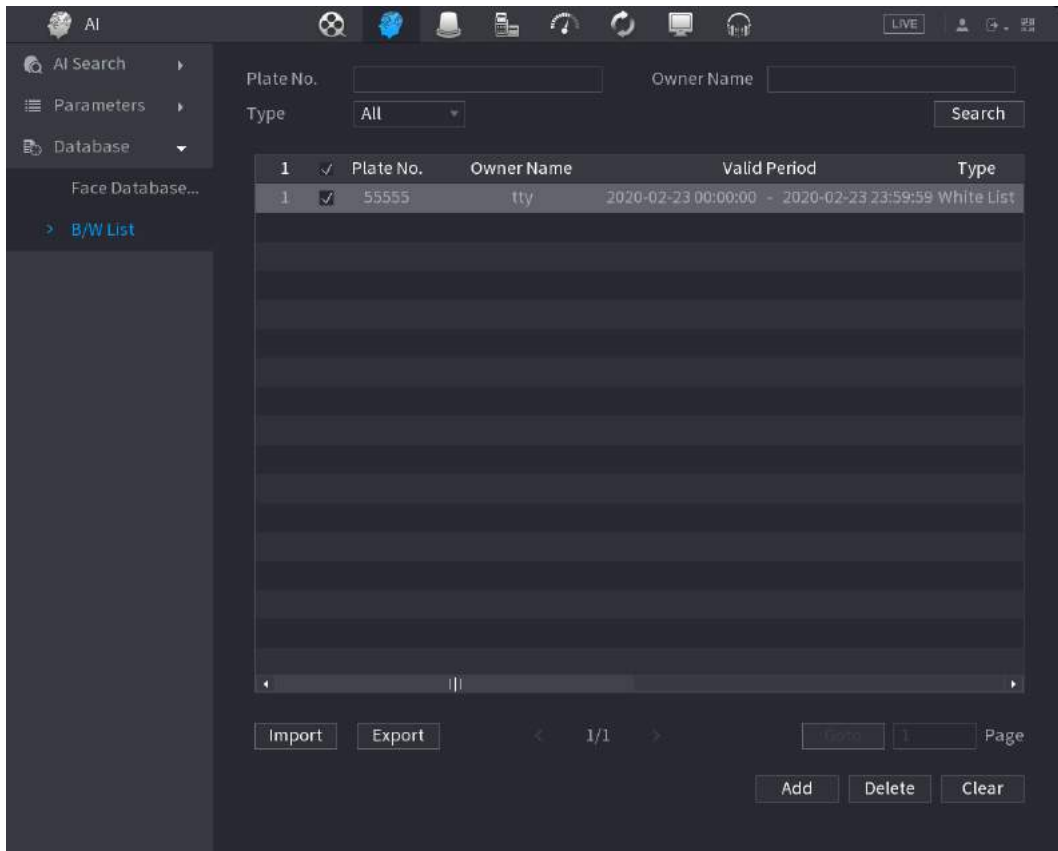 AI
LIVE
AI Search
Parameters
Database
Face Database...
B/W List
Plate No.
Owner Name
Type
All
Search
1 Plate No. Owner Name Valid Period Type
1 55555 tty 2020-02-23 00:00:00 - 2020-02-23 23:59:59 White List
Import
Export
1/1
Goto
1
Page
Add
Delete
Clear